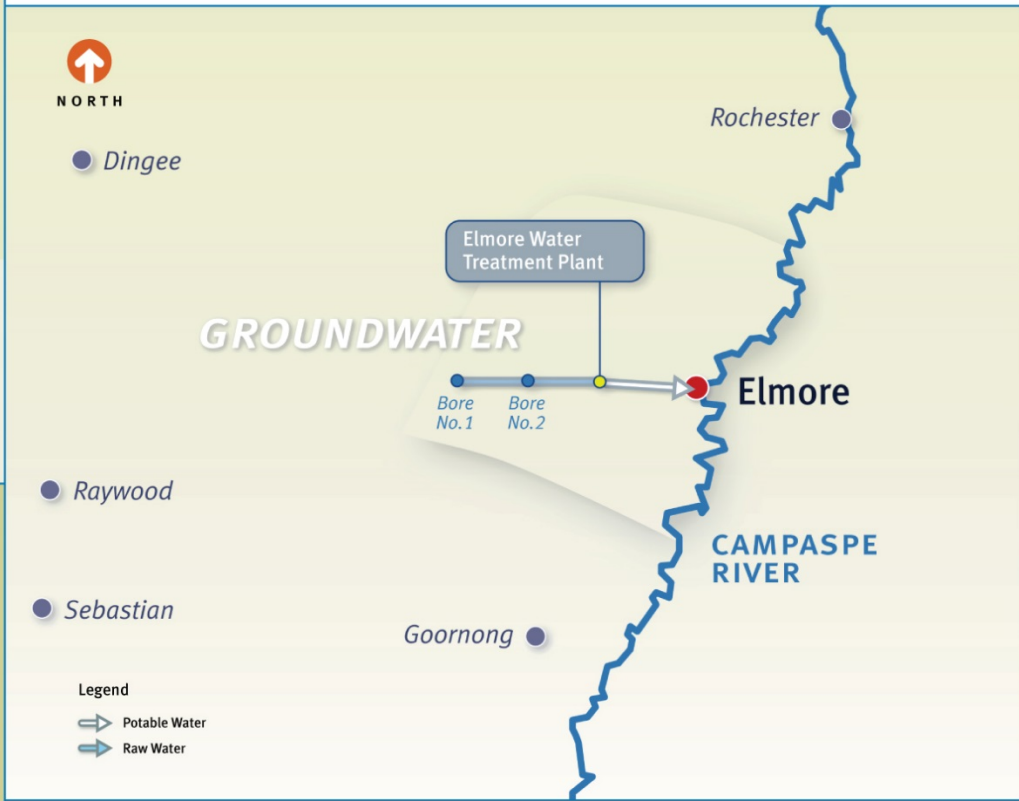 NORTH
Rochester
Dingee
Elmore Water
Treatment Plant
GROUNDWATER
Bore
No.1
Bore
No.2
Elmore
Raywood
CAMPASPE
RIVER
Sebastian
Goornong
Legend
Potable Water
Raw Water